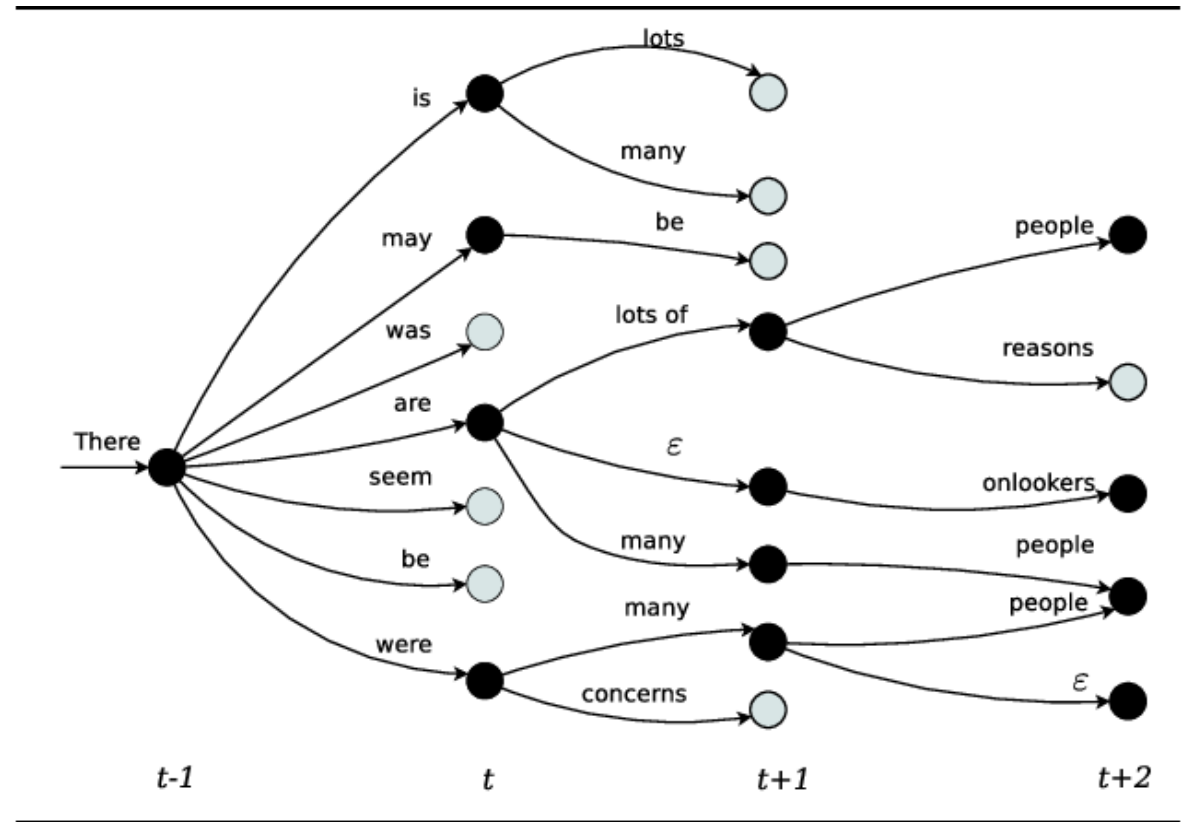 lots
is
many
be
people
may
lots of
was
reasons
are
There
ε
seem
onlookers
many
people
be
many
people
were
concerns
ε
t-1
t
t+1
t+2